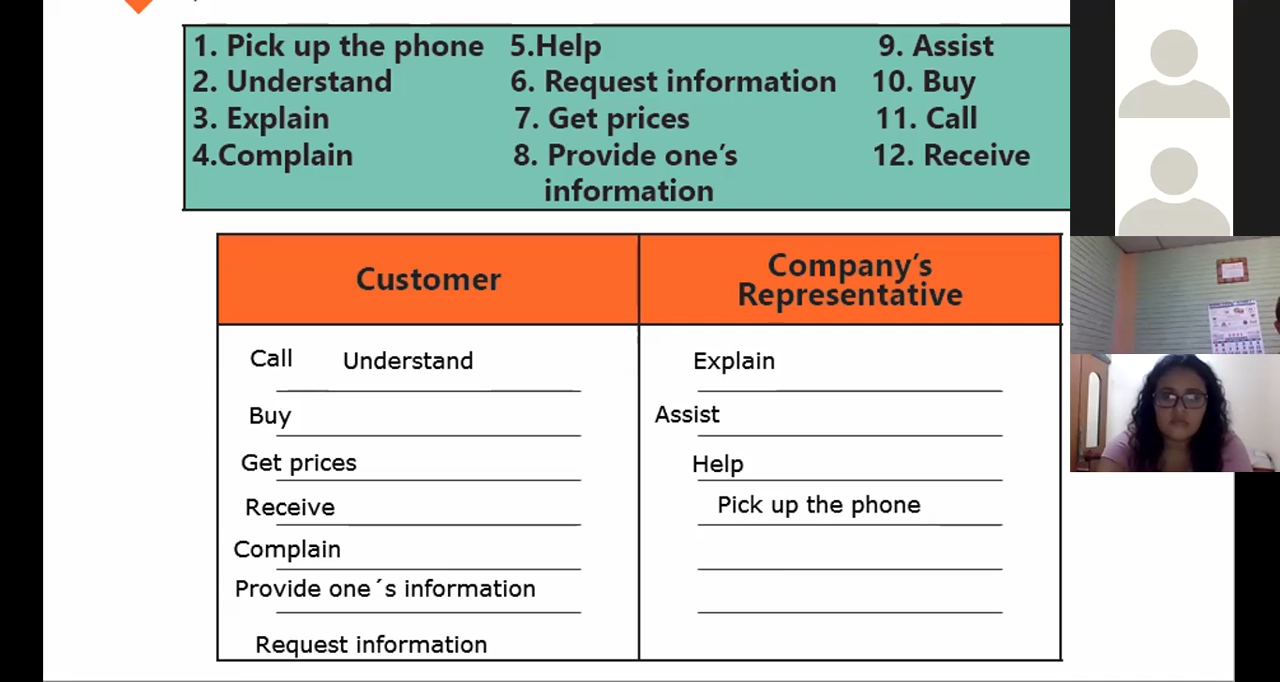 1. Pick up the phone 5.Help 9. Assist
2. Understand 6. Request information 10. Buy
3. Explain 7. Get prices 11. Call
4.Complain 8. Provide one's 12. Receive
information
Customer
Company's
Representative
Call Understand Explain
Buy Assist
Get prices Help
Receive Pick up the phone
Complain
Provide one´s information
Request information